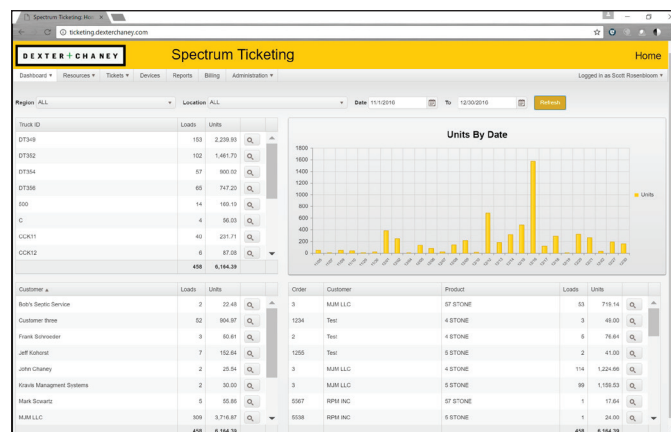 Spectrum Ticketing: Hom
ticketing.dexterchaney.com
DEXTER+CHANEY
Spectrum Ticketing
Home
Dashboard Resources Tickets Devices Reports Billing Administration
Logged in as Scott Rosenbloom
Region ALL Location ALL Date 11/1/2016 To 12/30/2016 Refresh
Truck ID Loads Units
DT349 153 2,239.93
DT352 102 1,461.70
DT354 57 900.02
DT356 65 747.20
500 14 169.19
C 4 56.03
CCK11 40 231.71
CCK12 6 87.08
458 6,164.39
Units By Date
1800
1600
1400
1200
1000
800
600
400
200
0
Units
Customer Loads Units
Bob's Septic Service 2 22.48
Customer three 52 904.97
Frank Schroeder 3 50.61
Jeff Kohorst 7 152.64
John Chaney 2 25.54
Kravis Managment Systems 2 30.00
Mark Scwartz 5 55.86
MJM LLC 309 3,716.87
458 6,164.39
Order Customer Product Loads Units
3 MJM LLC 57 STONE 53 715.14
1234 Test 4 STONE 3 49.00
2 Test 4 STONE 5 76.64
1255 Test 5 STONE 2 41.00
3 MJM LLC 4 STONE 114 1,224.66
3 MJM LLC 5 STONE 99 1,159.53
5567 RPM INC 57 STONE 1 17.64
5538 RPM INC 5 STONE 1 24.00
458 6,164.39